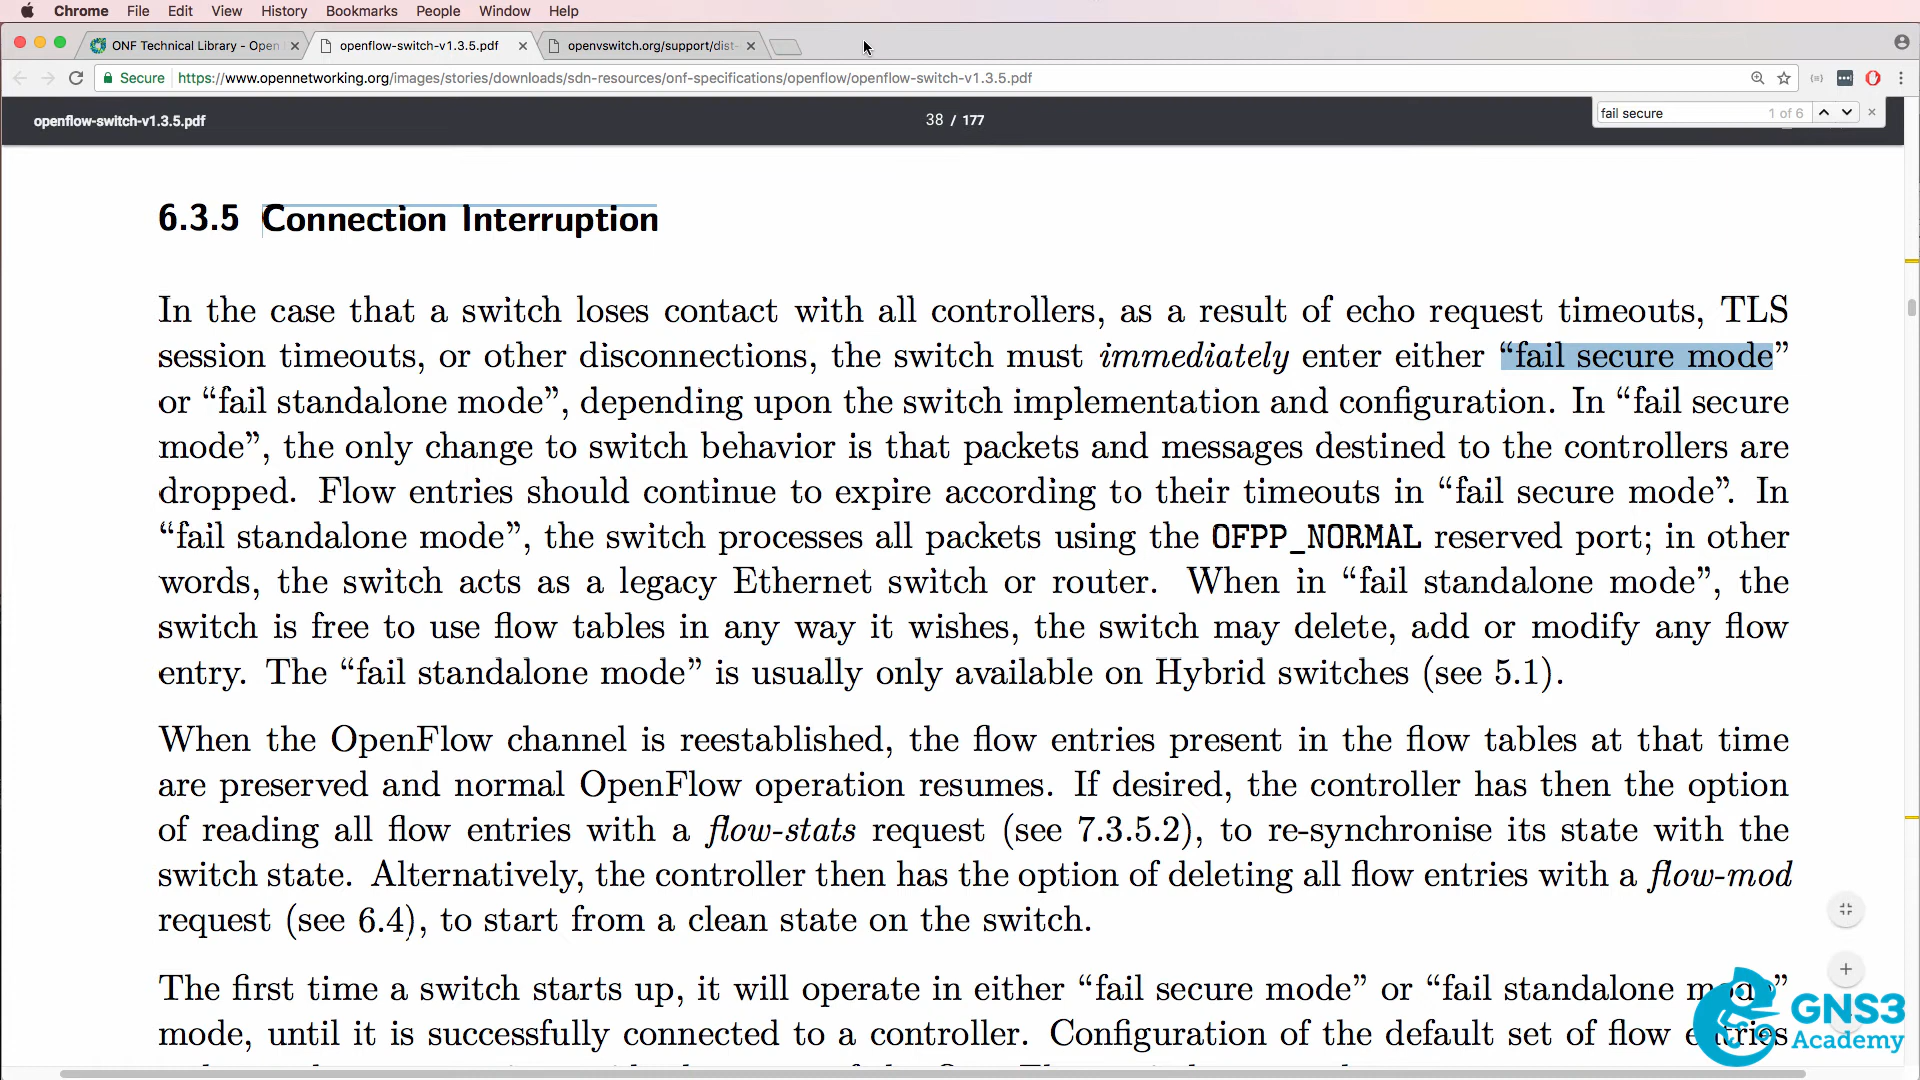 Chrome File Edit View History Bookmarks People Window Help
ONF Technical Library - Open openflow-switch-v1.3.5.pdf openvswitch.org/support/dist-
Secure https://www.opennetworking.org/images/stories/downloads/sdn-resources/onf-specifications/openflow/openflow-switch-v1.3.5.pdf
fail secure 1 of 6
openflow-switch-v1.3.5.pdf 38 / 177
6.3.5 Connection Interruption
In the case that a switch loses contact with all controllers, as a result of echo request timeouts, TLS
session timeouts, or other disconnections, the switch must immediately enter either “fail secure mode”
or “fail standalone mode”, depending upon the switch implementation and configuration. In “fail secure
mode”, the only change to switch behavior is that packets and messages destined to the controllers are
dropped. Flow entries should continue to expire according to their timeouts in “fail secure mode”. In
“fail standalone mode”, the switch processes all packets using the OFPP_NORMAL reserved port; in other
words, the switch acts as a legacy Ethernet switch or router. When in “fail standalone mode”, the
switch is free to use flow tables in any way it wishes, the switch may delete, add or modify any flow
entry. The “fail standalone mode” is usually only available on Hybrid switches (see 5.1).
When the OpenFlow channel is reestablished, the flow entries present in the flow tables at that time
are preserved and normal OpenFlow operation resumes. If desired, the controller has then the option
of reading all flow entries with a flow-stats request (see 7.3.5.2), to re-synchronise its state with the
switch state. Alternatively, the controller then has the option of deleting all flow entries with a flow-mod
request (see 6.4), to start from a clean state on the switch.
The first time a switch starts up, it will operate in either “fail secure mode” or “fail standalone mode”
mode, until it is successfully connected to a controller. Configuration of the default set of flow entries
GNS3
Academy